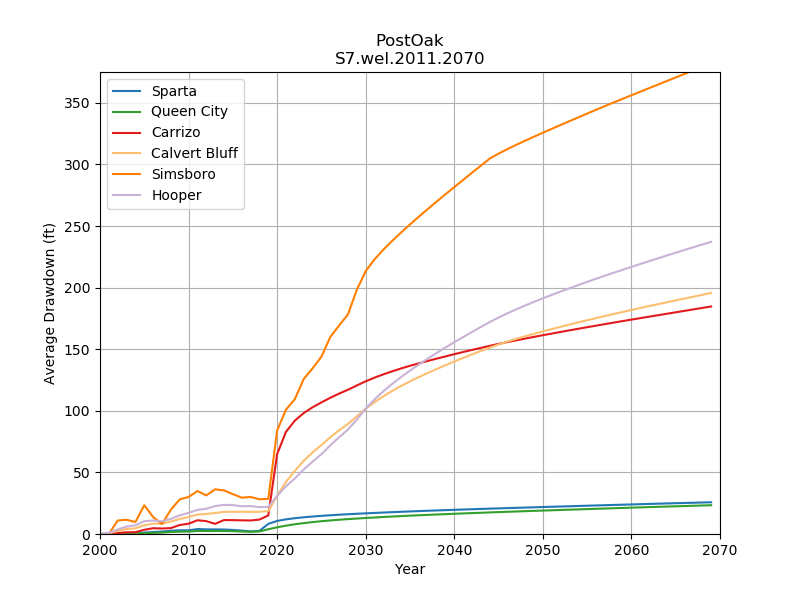 PostOak
S7.wel.2011.2070
Sparta
Queen City
Carrizo
Calvert Bluff
Simsboro
Hooper
350
300
250
200
150
100
50
0
Average Drawdown (ft)
2000 2010 2020 2030 2040 2050 2060 2070
Year